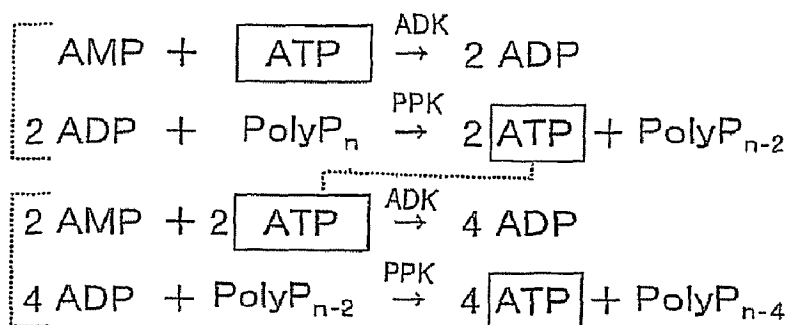 ADK
AMP + ATP → 2 ADP
PPK
2 ADP + PolyPn → 2 ATP + PolyPn-2
ADK
2 AMP + 2 ATP → 4 ADP
PPK
4 ADP + PolyPn-2 → 4 ATP + PolyPn-4